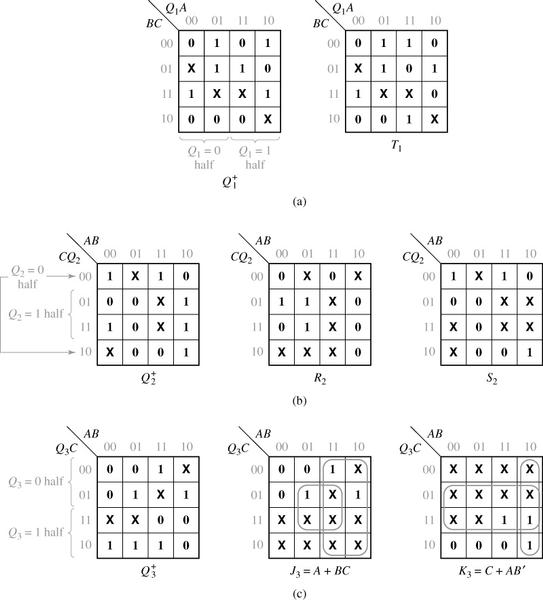 Q₁A Q₁A
BC 00 01 11 10 BC 00 01 11 10
00 0 1 0 1 00 0 1 1 0
01 X 1 1 0 01 X 1 0 1
11 1 X X 1 11 1 X X 0
10 0 0 0 X 10 0 0 1 X
Q₁ = 0 Q₁ = 1 T₁
half half
Q₁⁺
(a)
AB AB AB
CQ₂ 00 01 11 10 CQ₂ 00 01 11 10 CQ₂ 00 01 11 10
Q₂ = 0 half 00 1 X 1 0 00 0 X 0 X 00 1 X 1 0
01 0 0 X 1 01 1 1 X 0 01 0 0 X X
Q₂ = 1 half
11 1 0 X 1 11 0 1 X 0 11 X 0 X X
10 X 0 0 1 10 X X X 0 10 X 0 0 1
Q₂⁺ R₂ S₂
(b)
AB AB AB
Q₃C 00 01 11 10 Q₃C 00 01 11 10 Q₃C 00 01 11 10
00 0 0 1 X 00 0 0 1 X 00 X X X X
Q₃ = 0 half
01 0 1 X 1 01 0 1 X 1 01 X X X X
11 X X 0 0 11 X X X X 11 X X 1 1
Q₃ = 1 half
10 1 1 1 0 10 X X X X 10 0 0 0 1
Q₃⁺ J₃ = A + BC K₃ = C + AB′
(c)